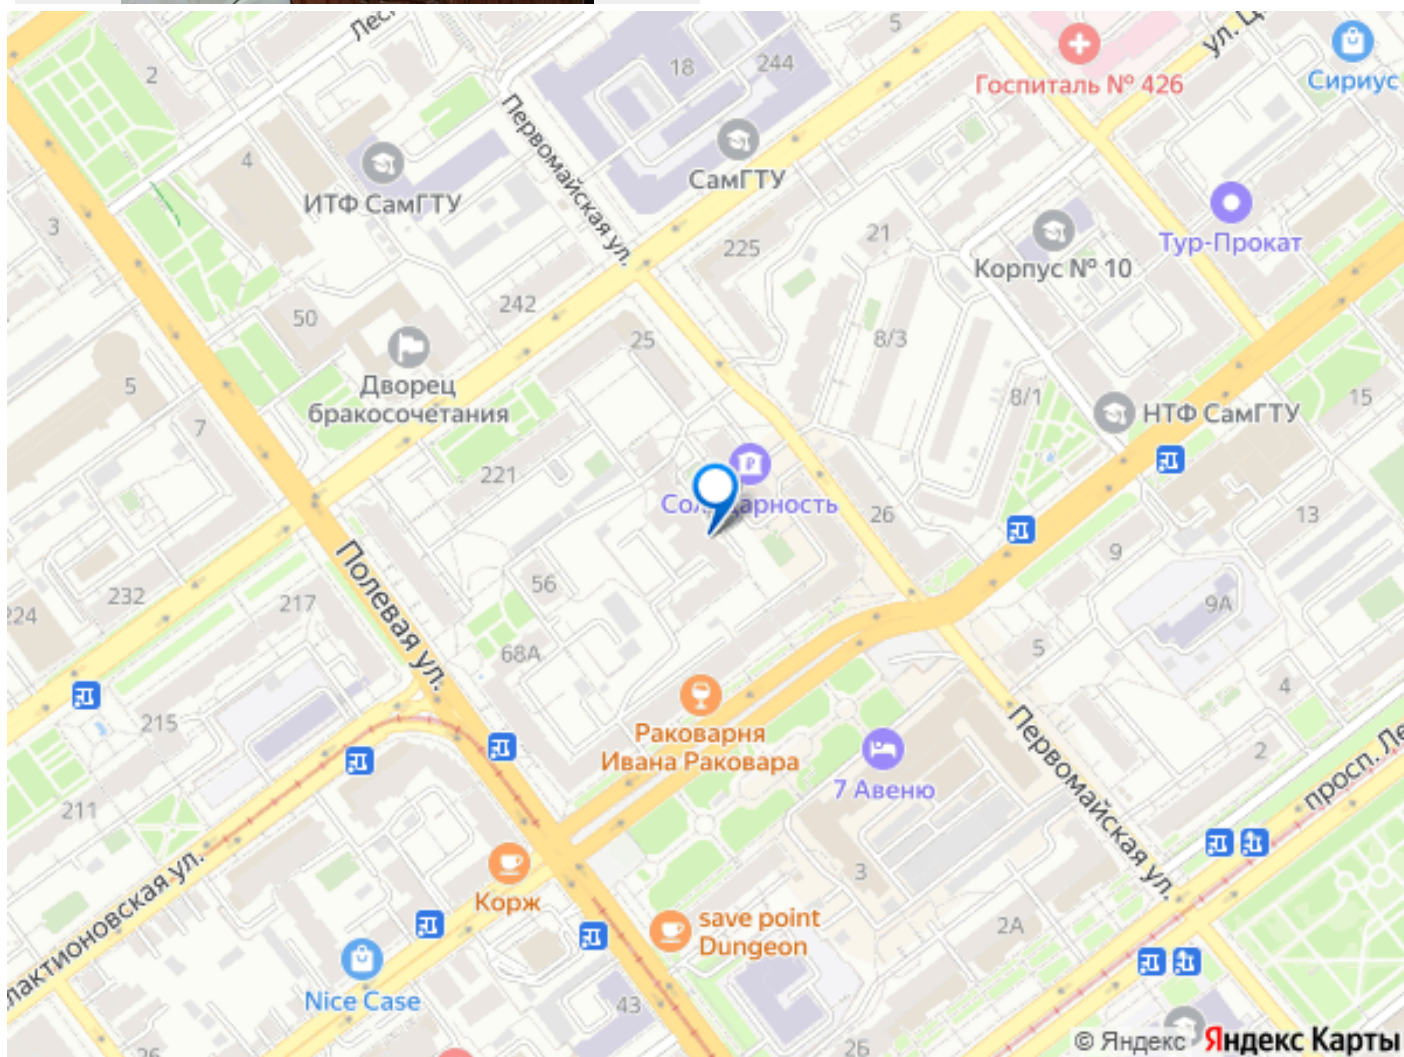 5
ул. Ц
Лес
2
18
244
Госпиталь № 426
Сириус
Первомайская ул.
4
СамГТУ
ИТФ СамГТУ
3
225
21
Корпус № 10
Тур-Прокат
242
50
25
8/3
Дворец
бракосочетания
5
8/1
НТФ СамГТУ
15
7
221
Сол
дарность
26
13
Полевая ул.
56
9
9А
224
232
217
68А
5
4
215
Раковарня
Ивана Раковара
7 Авеню
Первомайская ул.
2
просп. Ле
211
лактионовская ул.
Корж
3
save point
Dungeon
2А
Nice Case
43
26
26
© Яндекс Яндекс Карты